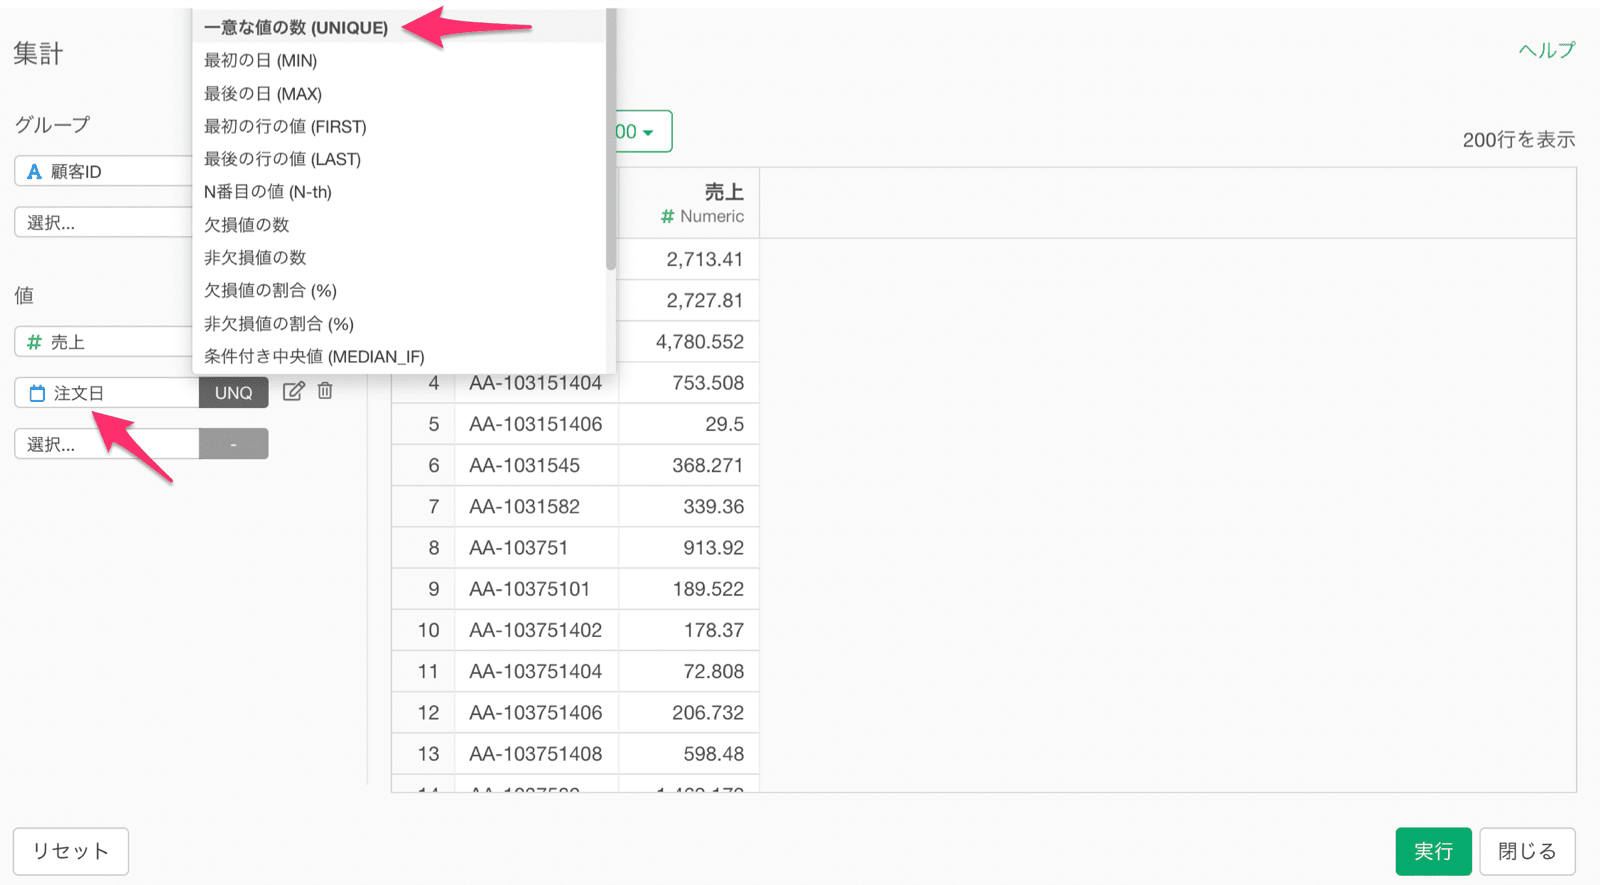 集計
ヘルプ
一意な値の数 (UNIQUE)
最初の日 (MIN)
最後の日 (MAX)
最初の行の値 (FIRST)
最後の行の値 (LAST)
N番目の値 (N-th)
欠損値の数
非欠損値の数
欠損値の割合 (%)
非欠損値の割合 (%)
条件付き中央値 (MEDIAN_IF)
グループ
顧客ID
選択...
値
# 売上
注文日 UNQ
選択... -
00
200行を表示
売上
# Numeric
2,713.41
2,727.81
4,780.552
4 AA-103151404 753.508
5 AA-103151406 29.5
6 AA-1031545 368.271
7 AA-1031582 339.36
8 AA-103751 913.92
9 AA-10375101 189.522
10 AA-103751402 178.37
11 AA-103751404 72.808
12 AA-103751406 206.732
13 AA-103751408 598.48
リセット
実行
閉じる